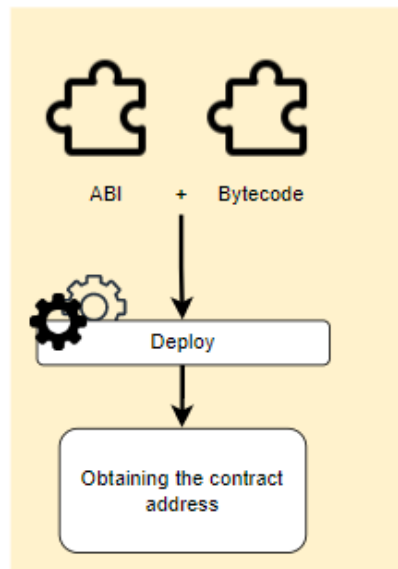 ABI + Bytecode
Deploy
Obtaining the contract
address